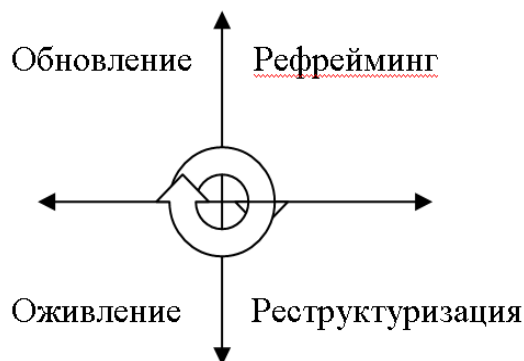 Обновление Рефрейминг
Оживление Реструктуризация